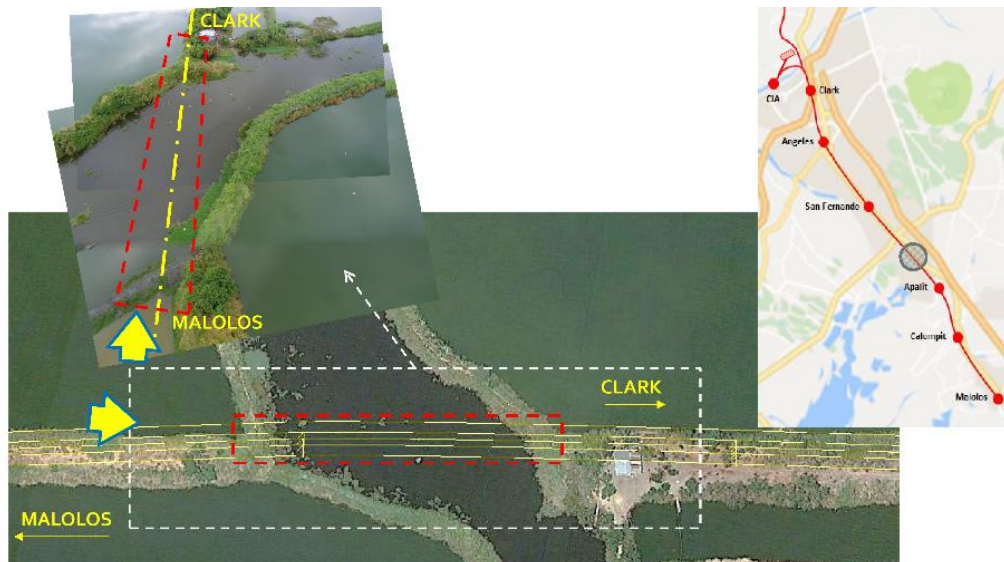 CLARK
MALOLOS
CLARK
MALOLOS
CIA
Clark
Angeles
San Fernando
Apalit
Calumpit
Malolos